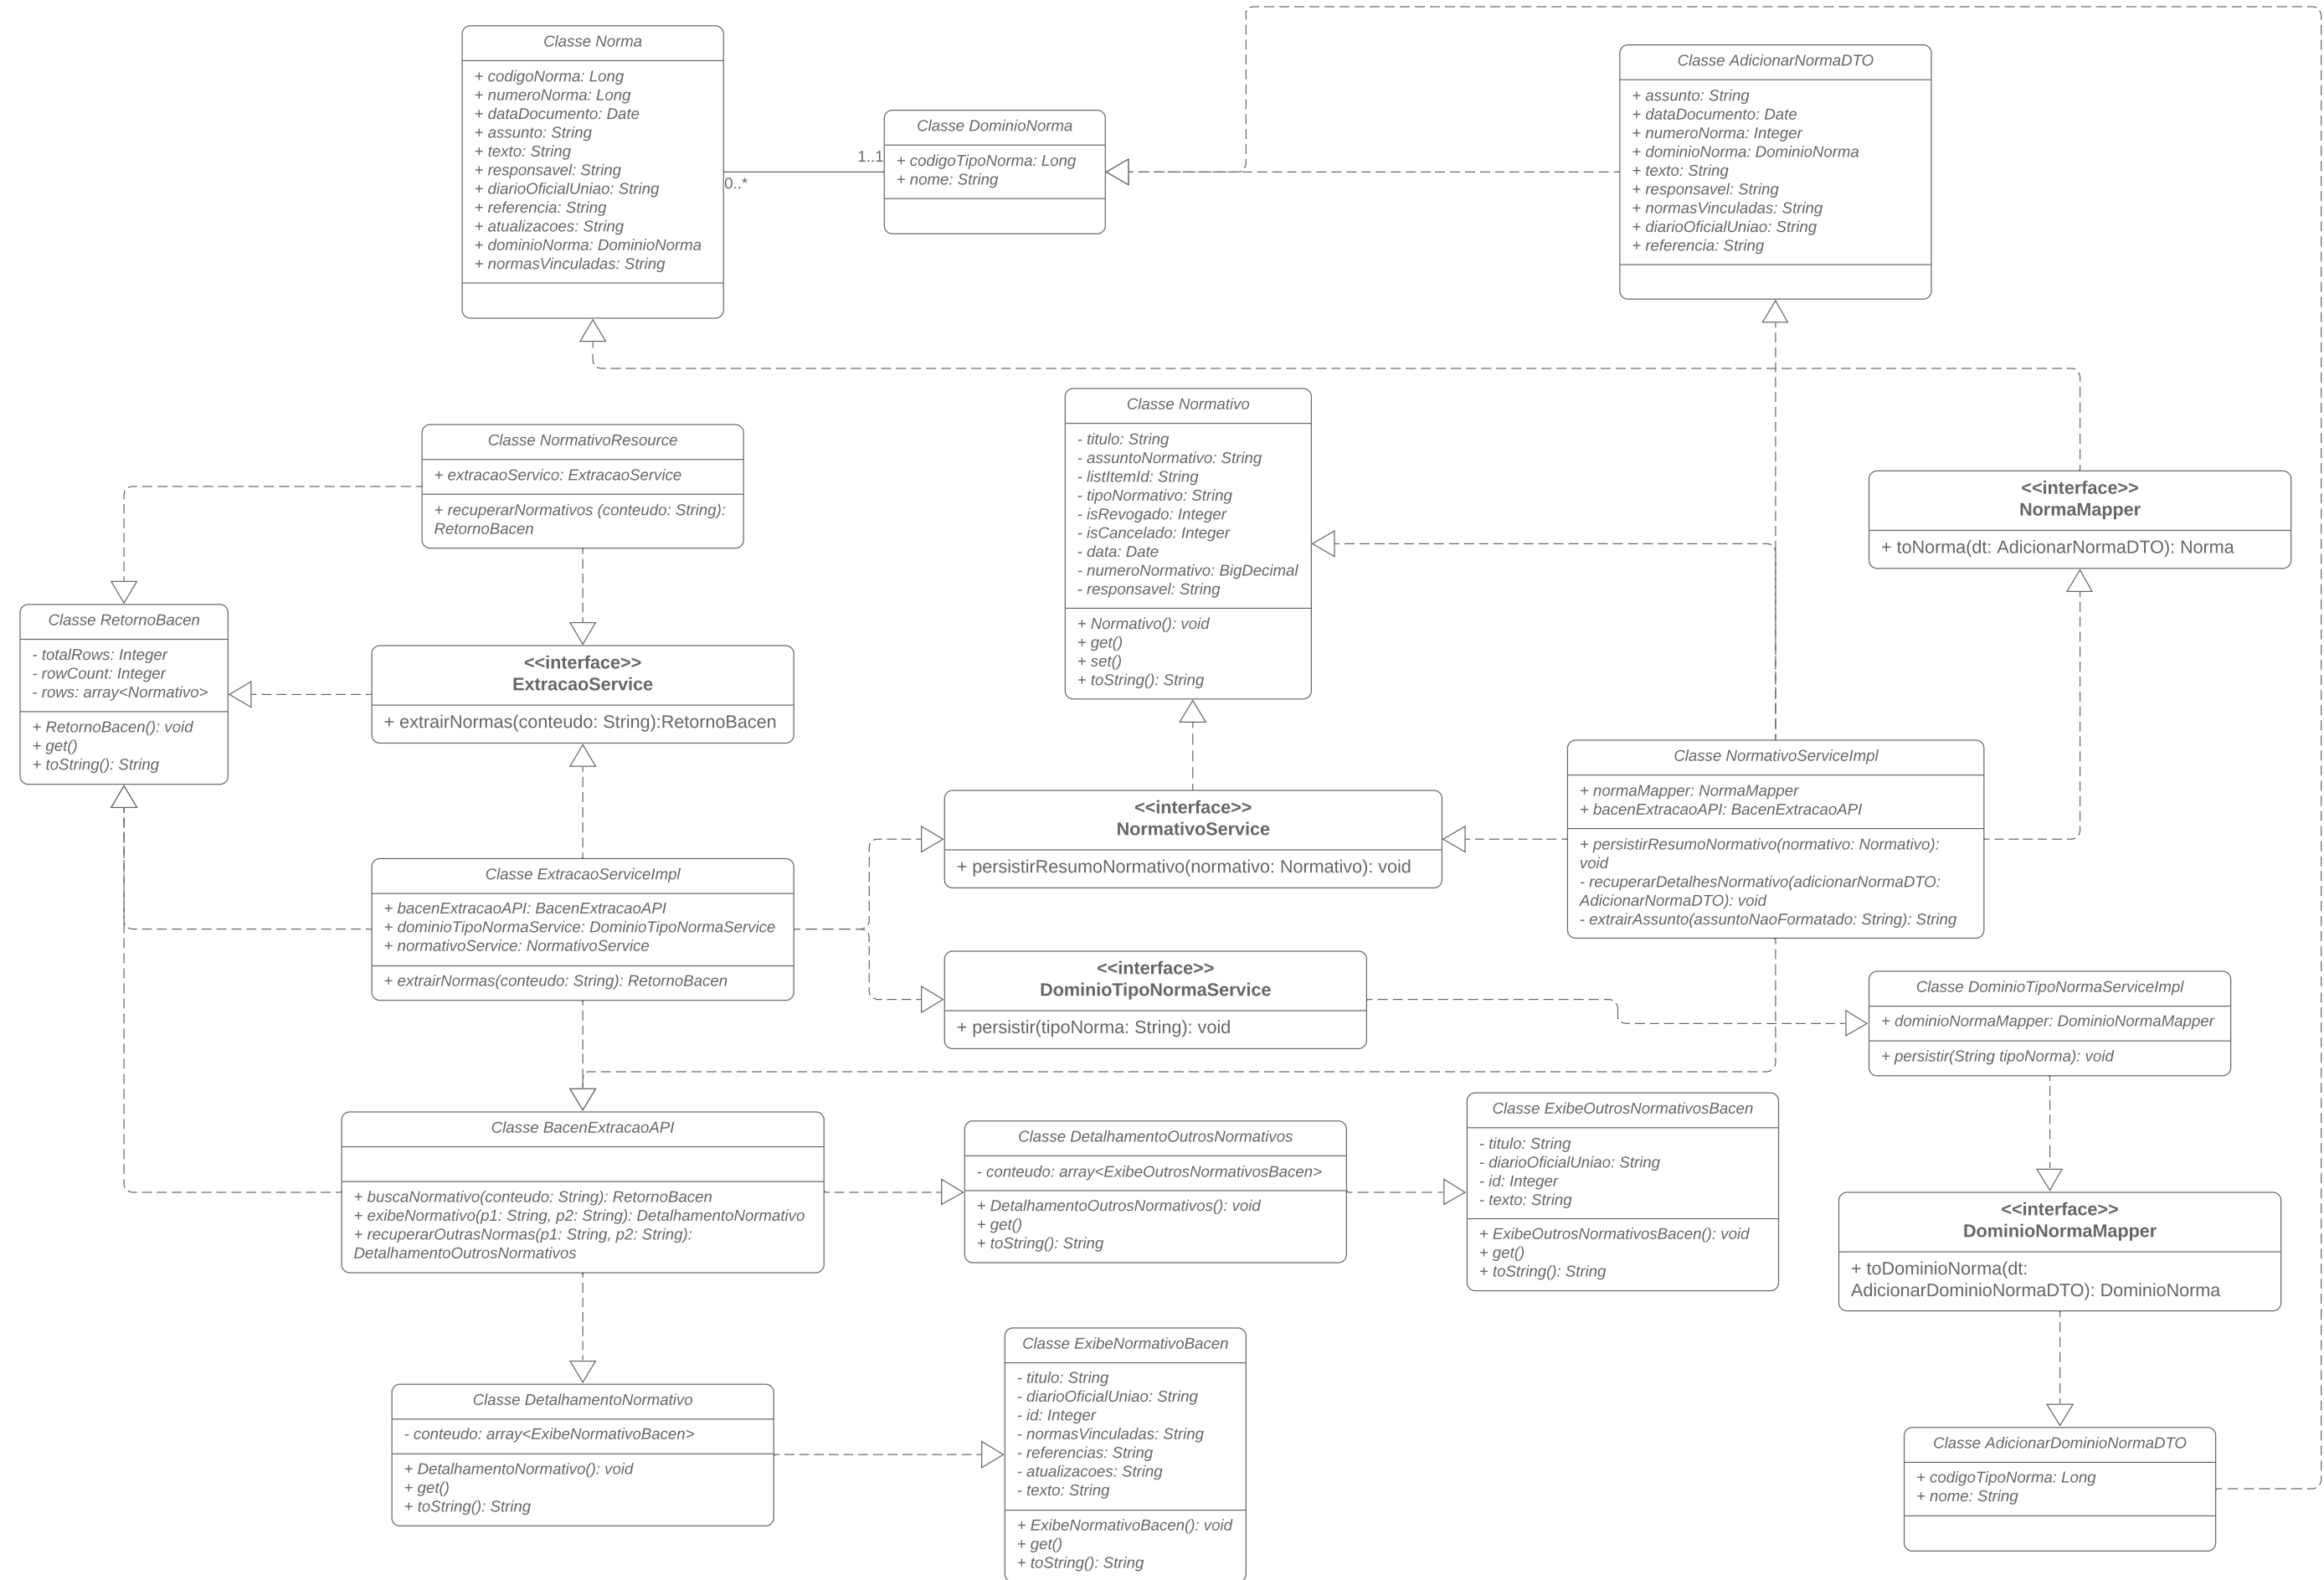 Classe Norma
+ codigoNorma: Long
+ numeroNorma: Long
+ dataDocumento: Date
+ assunto: String
+ texto: String
+ responsavel: String
+ diarioOficialUniao: String
+ referencia: String
+ atualizacoes: String
+ dominioNorma: DominioNorma
+ normasVinculadas: String
1..1
0..*
Classe DominioNorma
+ codigoTipoNorma: Long
+ nome: String
Classe AdicionarNormaDTO
+ assunto: String
+ dataDocumento: Date
+ numeroNorma: Integer
+ dominioNorma: DominioNorma
+ texto: String
+ responsavel: String
+ normasVinculadas: String
+ diarioOficialUniao: String
+ referencia: String
Classe NormativoResource
+ extracaoServico: ExtracaoService
+ recuperarNormativos (conteudo: String):
RetornoBacen
Classe Normativo
- titulo: String
- assuntoNormativo: String
- listItemId: String
- tipoNormativo: String
- isRevogado: Integer
- isCancelado: Integer
- data: Date
- numeroNormativo: BigDecimal
- responsavel: String
+ Normativo(): void
+ get()
+ set()
+ toString(): String
<<interface>>
NormaMapper
+ toNorma(dt: AdicionarNormaDTO): Norma
Classe RetornoBacen
- totalRows: Integer
- rowCount: Integer
- rows: array<Normativo>
+ RetornoBacen(): void
+ get()
+ toString(): String
<<interface>>
ExtracaoService
+ extrairNormas(conteudo: String):RetornoBacen
<<interface>>
NormativoService
+ persistirResumoNormativo(normativo: Normativo): void
Classe NormativoServiceImpl
+ normaMapper: NormaMapper
+ bacenExtracaoAPI: BacenExtracaoAPI
+ persistirResumoNormativo(normativo: Normativo):
void
- recuperarDetalhesNormativo(adicionarNormaDTO:
AdicionarNormaDTO): void
- extrairAssunto(assuntoNaoFormatado: String): String
Classe ExtracaoServiceImpl
+ bacenExtracaoAPI: BacenExtracaoAPI
+ dominioTipoNormaService: DominioTipoNormaService
+ normativoService: NormativoService
+ extrairNormas(conteudo: String): RetornoBacen
<<interface>>
DominioTipoNormaService
+ persistir(tipoNorma: String): void
Classe DominioTipoNormaServiceImpl
+ dominioNormaMapper: DominioNormaMapper
+ persistir(String tipoNorma): void
Classe BacenExtracaoAPI
+ buscaNormativo(conteudo: String): RetornoBacen
+ exibeNormativo(p1: String, p2: String): DetalhamentoNormativo
+ recuperarOutrasNormas(p1: String, p2: String):
DetalhamentoOutrosNormativos
Classe DetalhamentoOutrosNormativos
- conteudo: array<ExibeOutrosNormativosBacen>
+ DetalhamentoOutrosNormativos(): void
+ get()
+ toString(): String
Classe ExibeOutrosNormativosBacen
- titulo: String
- diarioOficialUniao: String
- id: Integer
- texto: String
+ ExibeOutrosNormativosBacen(): void
+ get()
+ toString(): String
<<interface>>
DominioNormaMapper
+ toDominioNorma(dt:
AdicionarDominioNormaDTO): DominioNorma
Classe DetalhamentoNormativo
- conteudo: array<ExibeNormativoBacen>
+ DetalhamentoNormativo(): void
+ get()
+ toString(): String
Classe ExibeNormativoBacen
- titulo: String
- diarioOficialUniao: String
- id: Integer
- normasVinculadas: String
- referencias: String
- atualizacoes: String
- texto: String
+ ExibeNormativoBacen(): void
+ get()
+ toString(): String
Classe AdicionarDominioNormaDTO
+ codigoTipoNorma: Long
+ nome: String